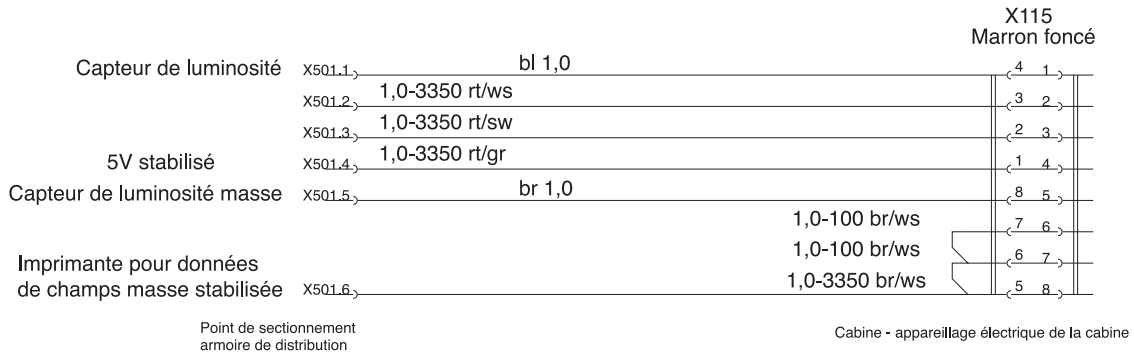 X115
Marron foncé
Capteur de luminosité X501.1 bl 1,0 4 1
X501.2 1,0-3350 rt/ws 3 2
X501.3 1,0-3350 rt/sw 2 3
5V stabilisé X501.4 1,0-3350 rt/gr 1 4
Capteur de luminosité masse X501.5 br 1,0 8 5
1,0-100 br/ws 7 6
1,0-100 br/ws 6 7
Imprimante pour données
de champs masse stabilisée X501.6 1,0-3350 br/ws 5 8
Point de sectionnement
armoire de distribution
Cabine - appareillage électrique de la cabine